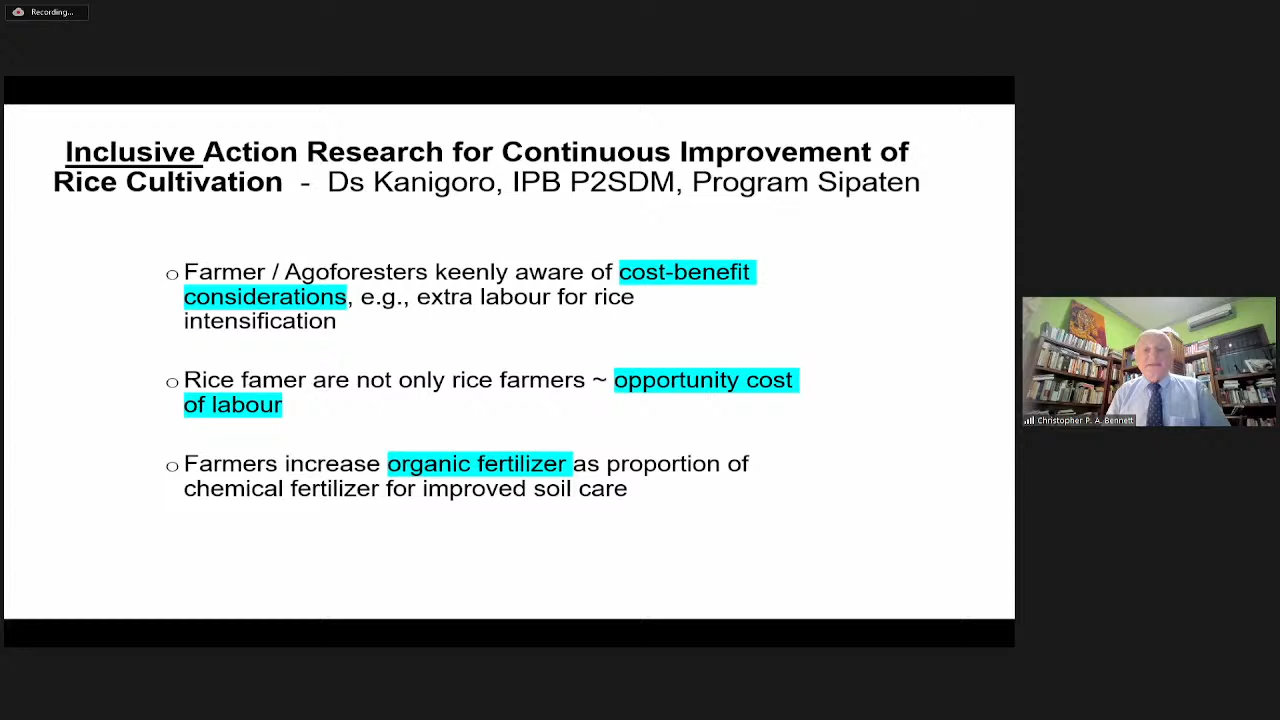 Recording...
Inclusive Action Research for Continuous Improvement of
Rice Cultivation - Ds Kanigoro, IPB P2SDM, Program Sipaten
Farmer / Agoforesters keenly aware of cost-benefit
considerations, e.g., extra labour for rice
intensification
Rice famer are not only rice farmers ~ opportunity cost
of labour
Farmers increase organic fertilizer as proportion of
chemical fertilizer for improved soil care
Christopher P. A. Bennett